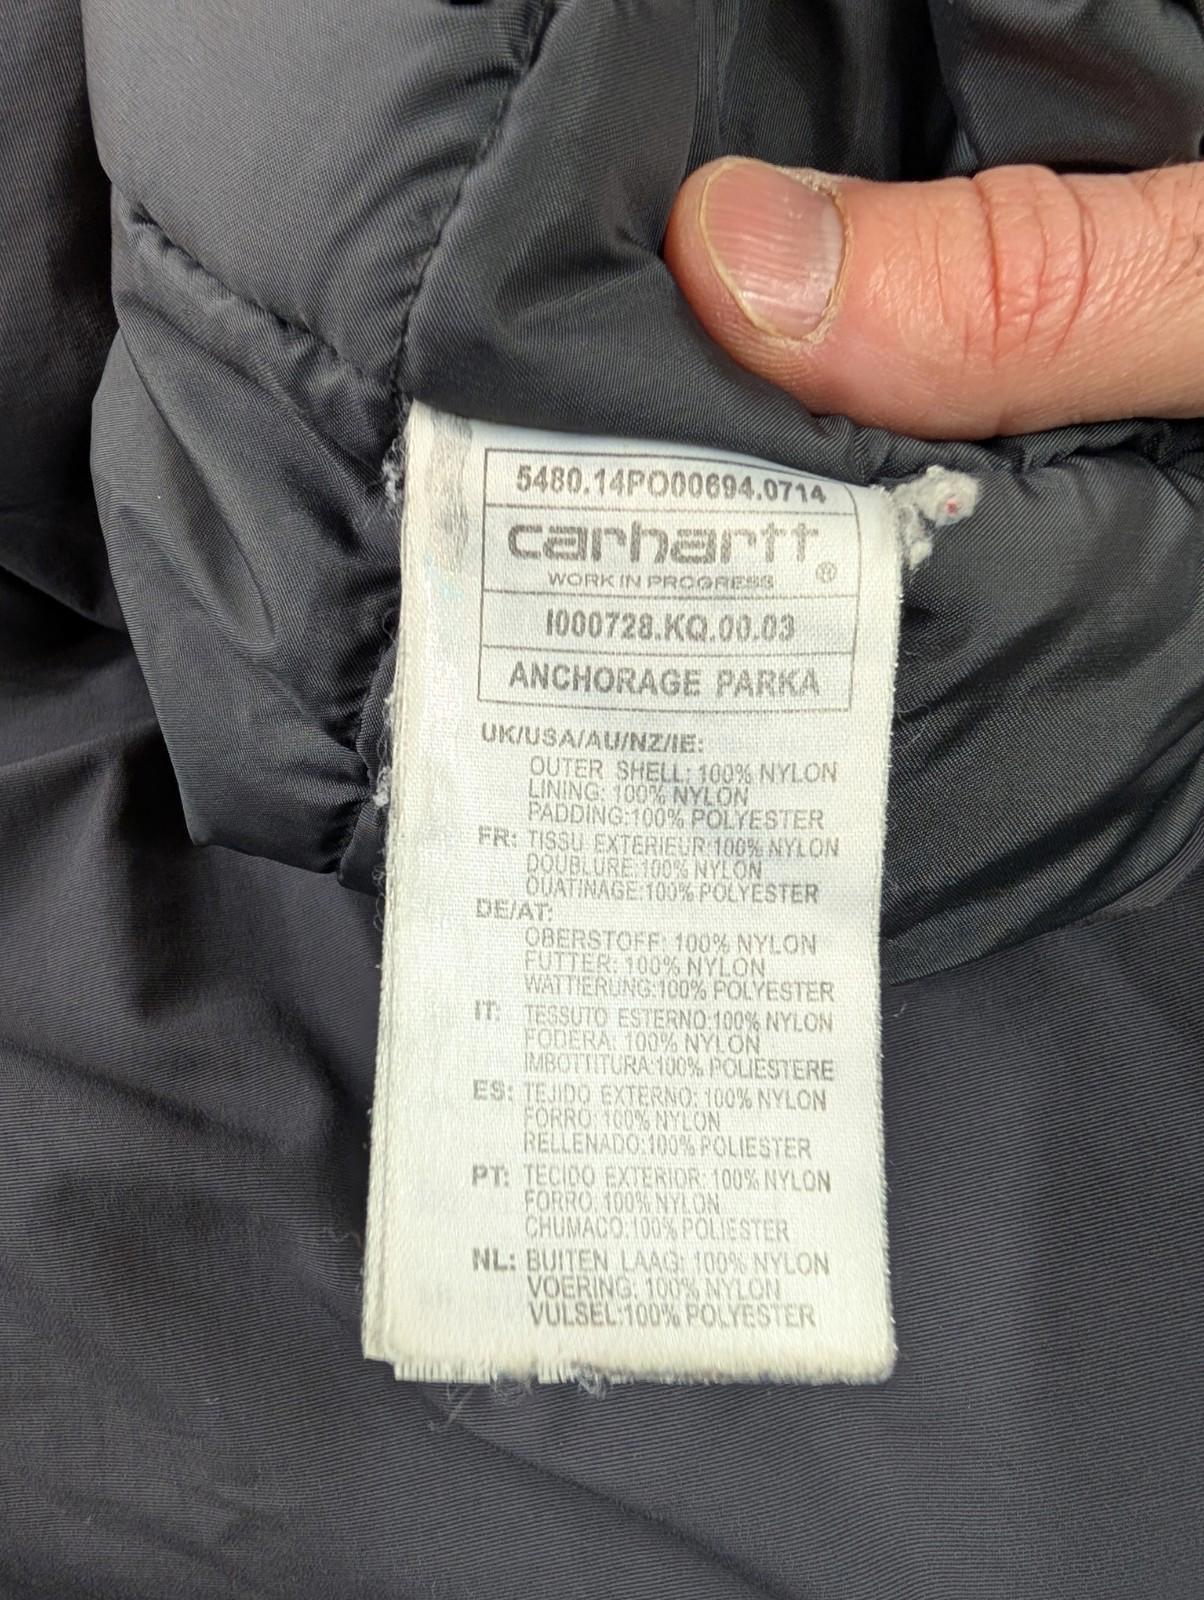 5480.14PO00694.0714
carhartt
WORK IN PROGRESS ®
I000728.KQ.00.03
ANCHORAGE PARKA
UK/USA/AU/NZ/IE:
OUTER SHELL: 100% NYLON
LINING: 100% NYLON
PADDING:100% POLYESTER
FR: TISSU EXTERIEUR:100% NYLON
DOUBLURE:100% NYLON
OUATINAGE:100% POLYESTER
DE/AT:
OBERSTOFF: 100% NYLON
FUTTER: 100% NYLON
WATTIERUNG:100% POLYESTER
IT: TESSUTO ESTERNO:100% NYLON
FODERA: 100% NYLON
IMBOTTITURA:100% POLIESTERE
ES: TEJIDO EXTERNO: 100% NYLON
FORRO: 100% NYLON
RELLENADO:100% POLIESTER
PT: TECIDO EXTERIOR: 100% NYLON
FORRO. 100% NYLON
CHUMACO:100% POLIESTER
NL: BUITEN LAAG: 100% NYLON
VOERING: 100% NYLON
VULSEL:100% POLYESTER